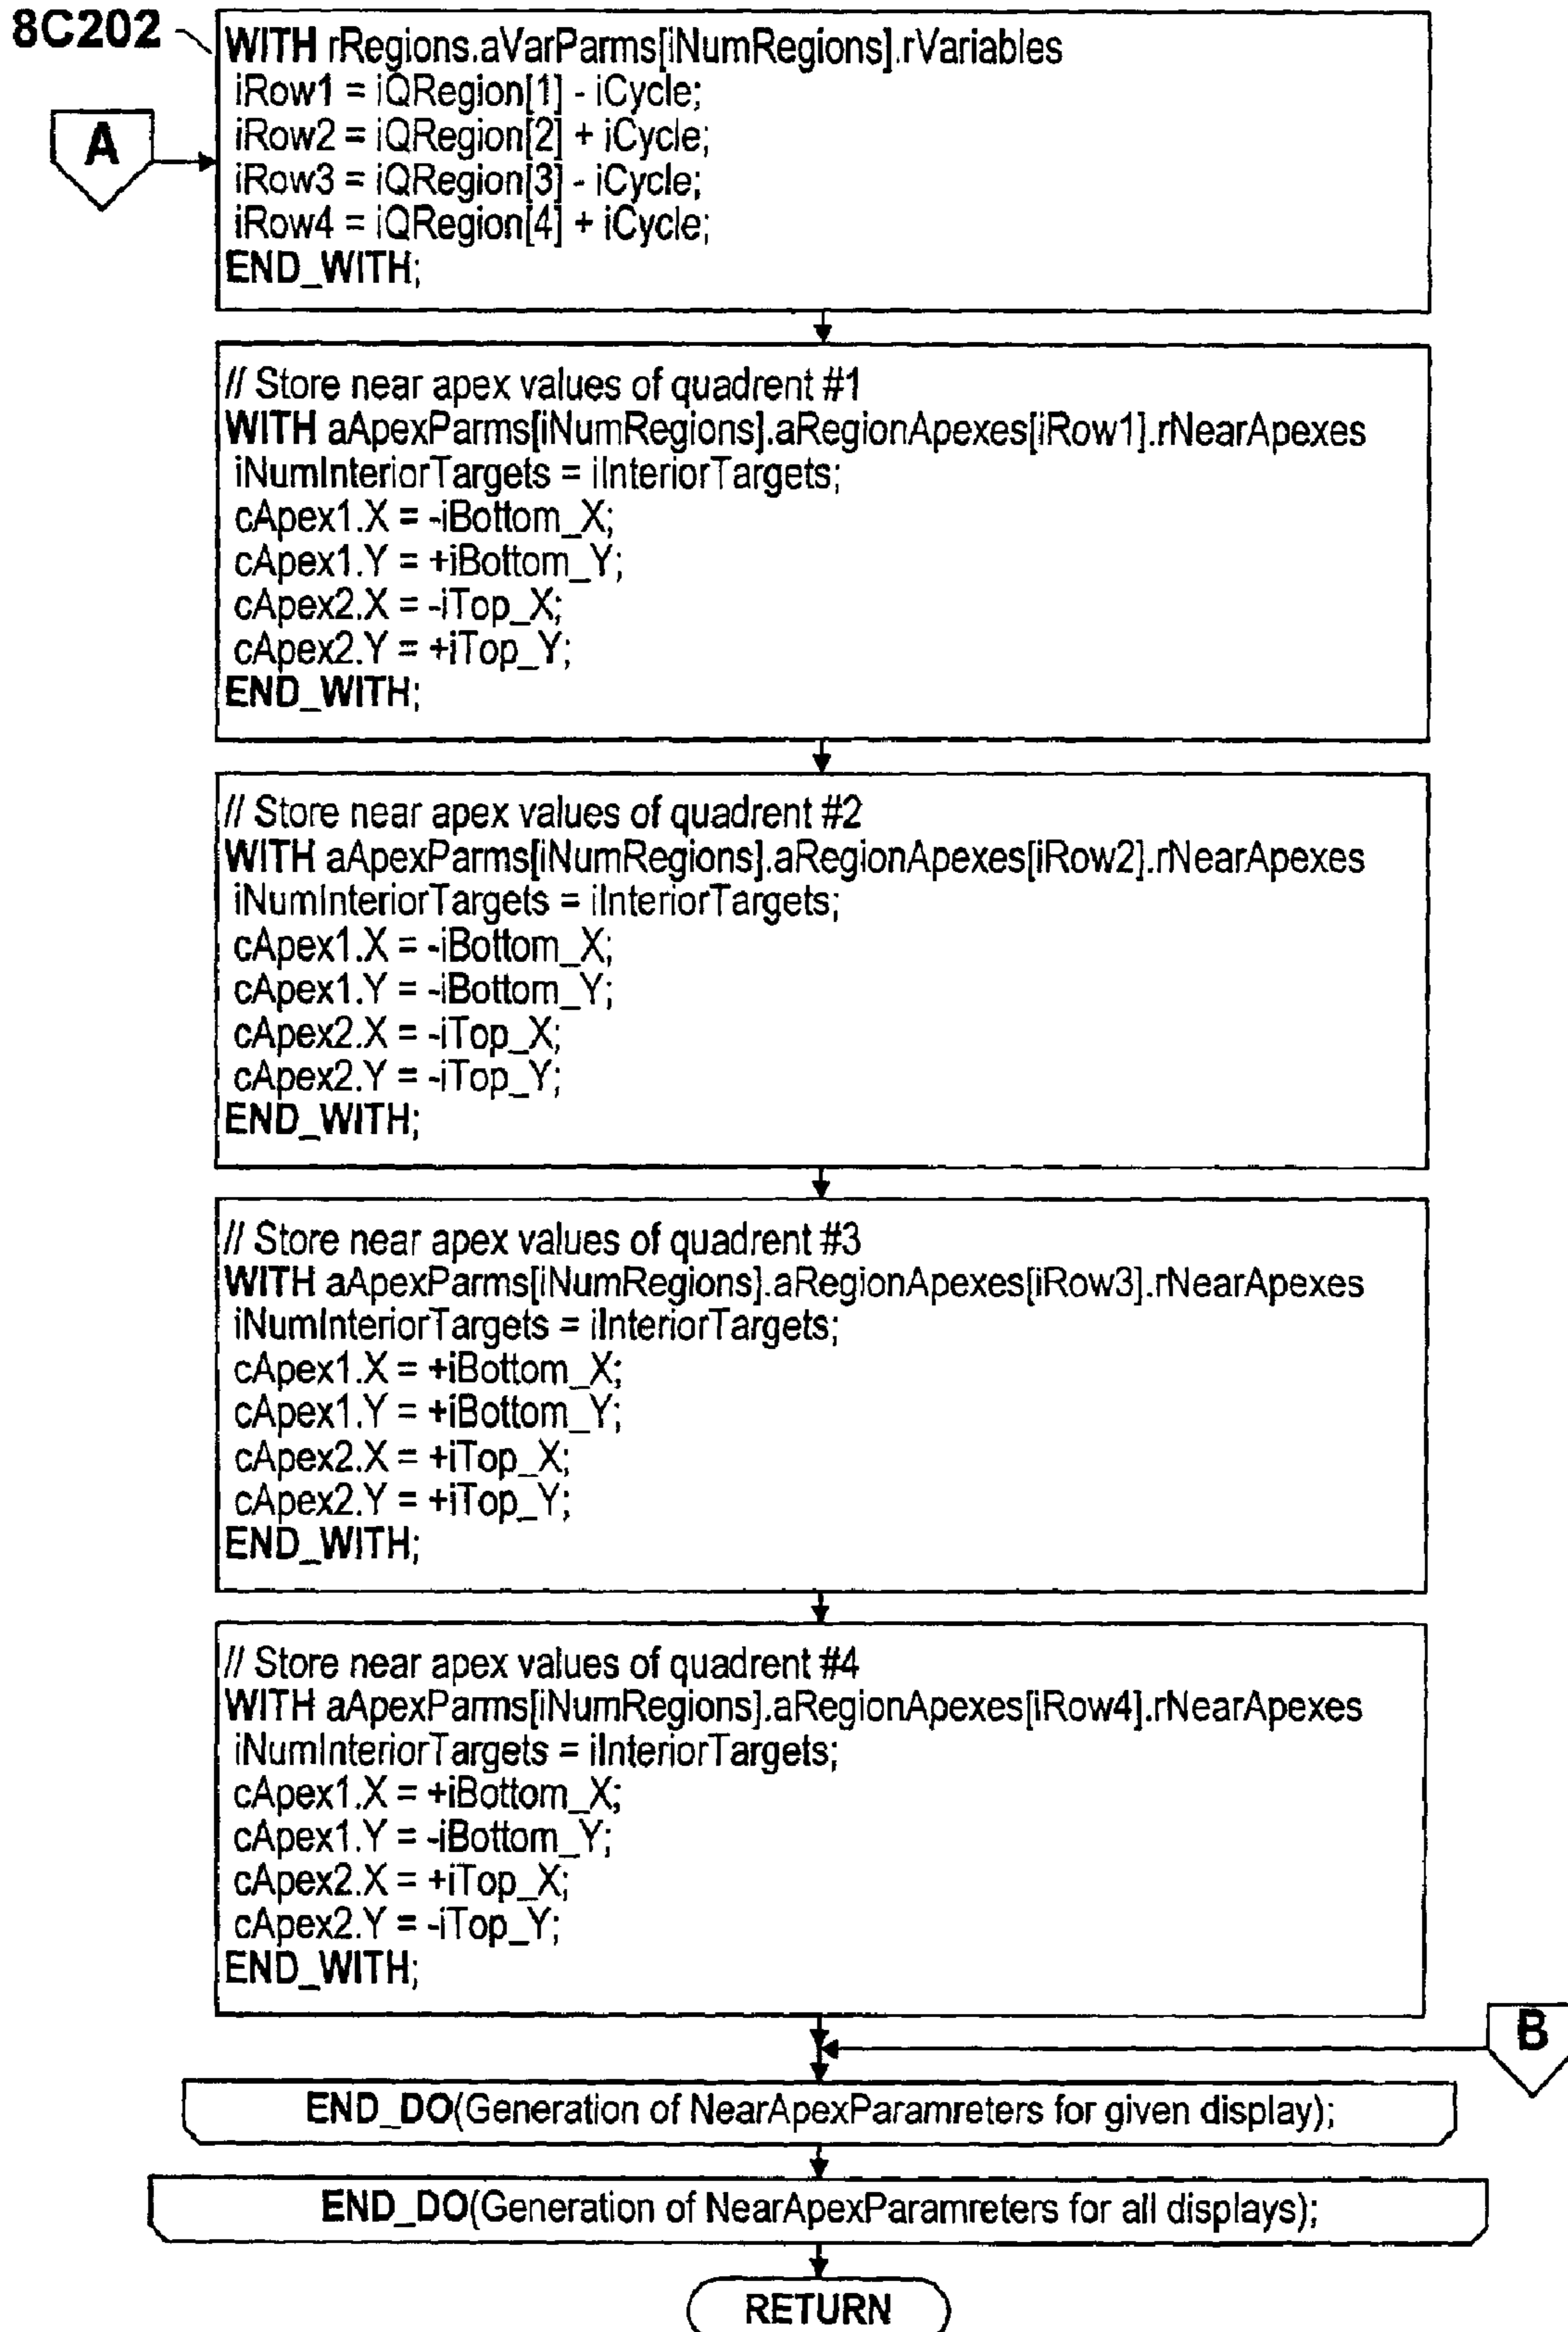 8C202
WITH rRegions.aVarParms[iNumRegions].rVariables
iRow1 = iQRegion[1] - iCycle;
A
iRow2 = iQRegion[2] + iCycle;
iRow3 = iQRegion[3] - iCycle;
iRow4 = iQRegion[4] + iCycle;
END_WITH;
// Store near apex values of quadrent #1
WITH aApexParms[iNumRegions].aRegionApexes[iRow1].rNearApexes
iNumInteriorTargets = iInteriorTargets;
cApex1.X = -iBottom_X;
cApex1.Y = +iBottom_Y;
cApex2.X = -iTop_X;
cApex2.Y = +iTop_Y;
END_WITH;
// Store near apex values of quadrent #2
WITH aApexParms[iNumRegions].aRegionApexes[iRow2].rNearApexes
iNumInteriorTargets = iInteriorTargets;
cApex1.X = -iBottom_X;
cApex1.Y = -iBottom_Y;
cApex2.X = -iTop_X;
cApex2.Y = -iTop_Y;
END_WITH;
// Store near apex values of quadrent #3
WITH aApexParms[iNumRegions].aRegionApexes[iRow3].rNearApexes
iNumInteriorTargets = iInteriorTargets;
cApex1.X = +iBottom_X;
cApex1.Y = +iBottom_Y;
cApex2.X = +iTop_X;
cApex2.Y = +iTop_Y;
END_WITH;
// Store near apex values of quadrent #4
WITH aApexParms[iNumRegions].aRegionApexes[iRow4].rNearApexes
iNumInteriorTargets = iInteriorTargets;
cApex1.X = +iBottom_X;
cApex1.Y = -iBottom_Y;
cApex2.X = +iTop_X;
cApex2.Y = -iTop_Y;
END_WITH;
B
END_DO(Generation of NearApexParamreters for given display);
END_DO(Generation of NearApexParamreters for all displays);
RETURN